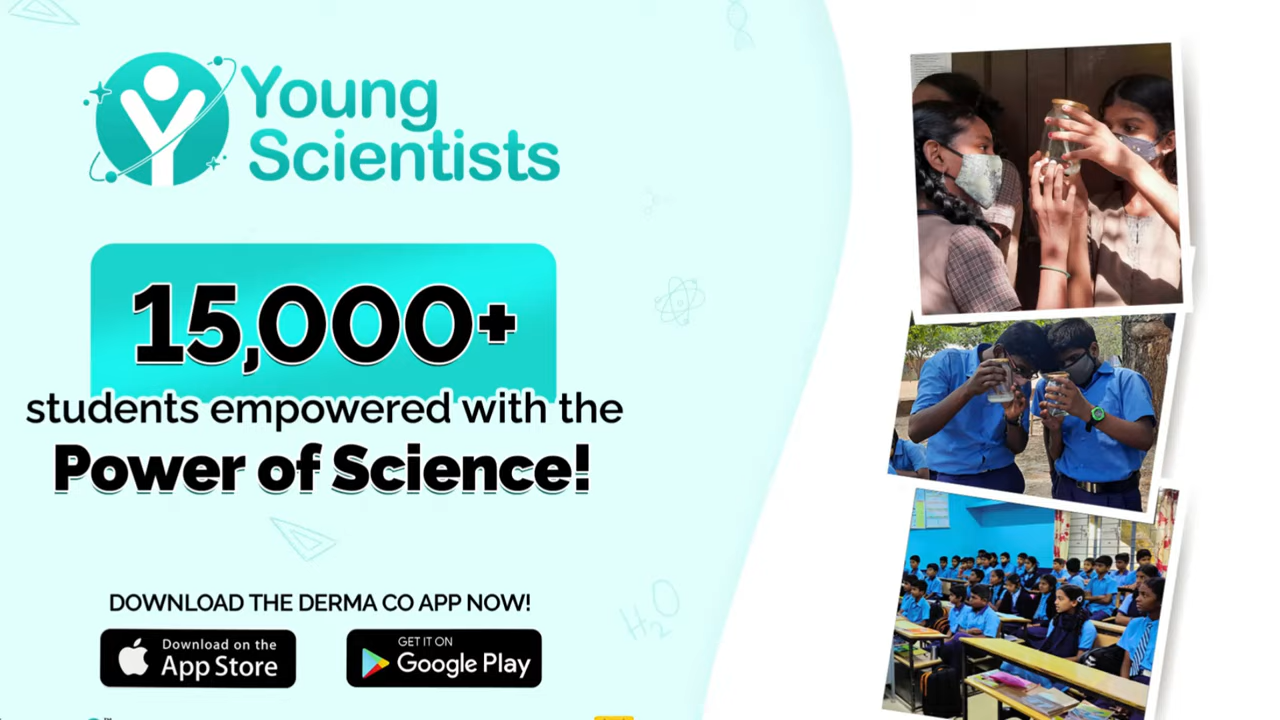 Young
Scientists
15,000+
students empowered with the
Power of Science!
DOWNLOAD THE DERMA CO APP NOW!
Download on the
App Store
GET IT ON
Google Play
H₂O